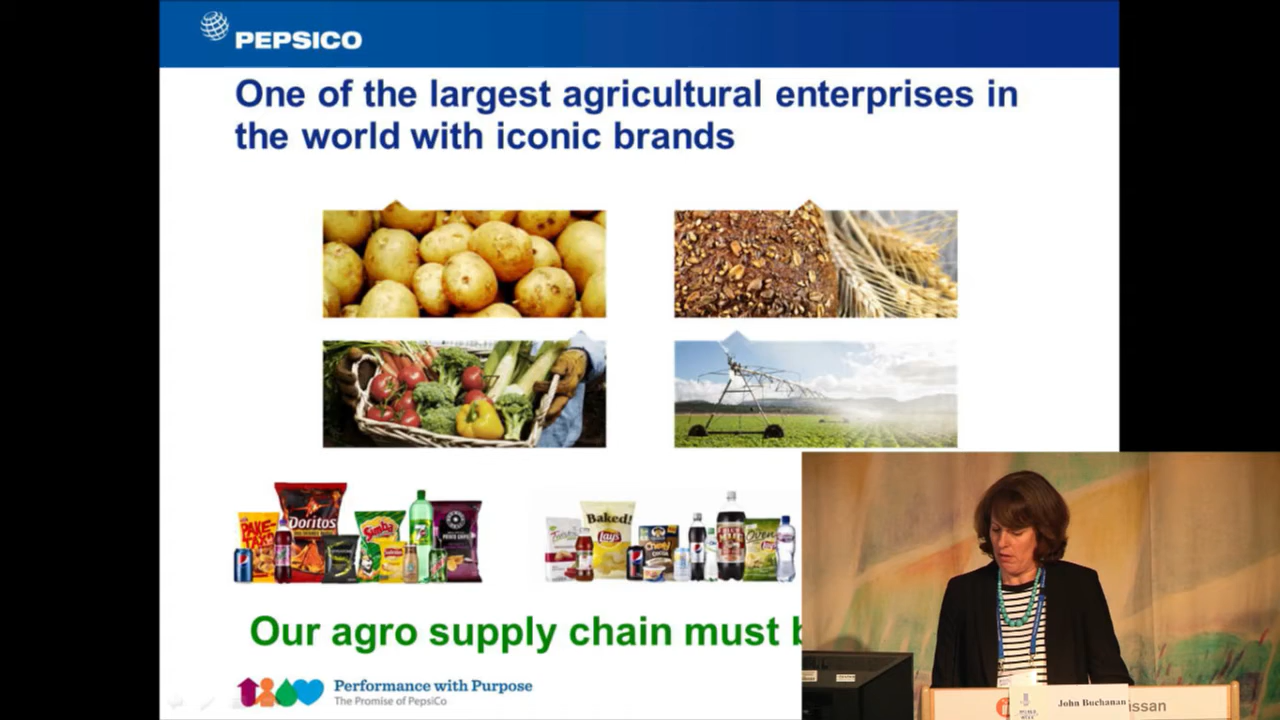 PEPSICO
One of the largest agricultural enterprises in
the world with iconic brands
Doritos
Simba
Baked!
Lay's
Our agro supply chain must b
Performance with Purpose
The Promise of PepsiCo
John Buchanan
issan